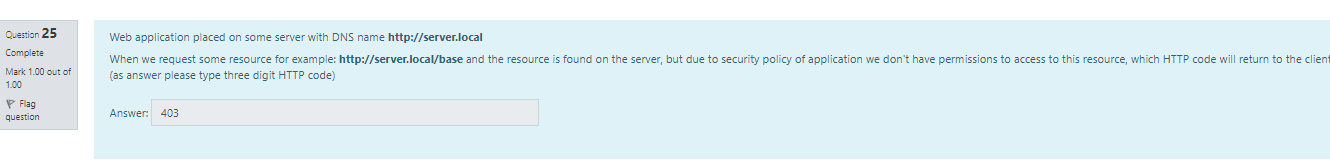 Question 25
Complete
Mark 1.00 out of
1.00
Flag
question
Web application placed on some server with DNS name http://server.local
When we request some resource for example: http://server.local/base and the resource is found on the server, but due to security policy of application we don't have permissions to access to this resource, which HTTP code will return to the client
(as answer please type three digit HTTP code)
Answer: 403